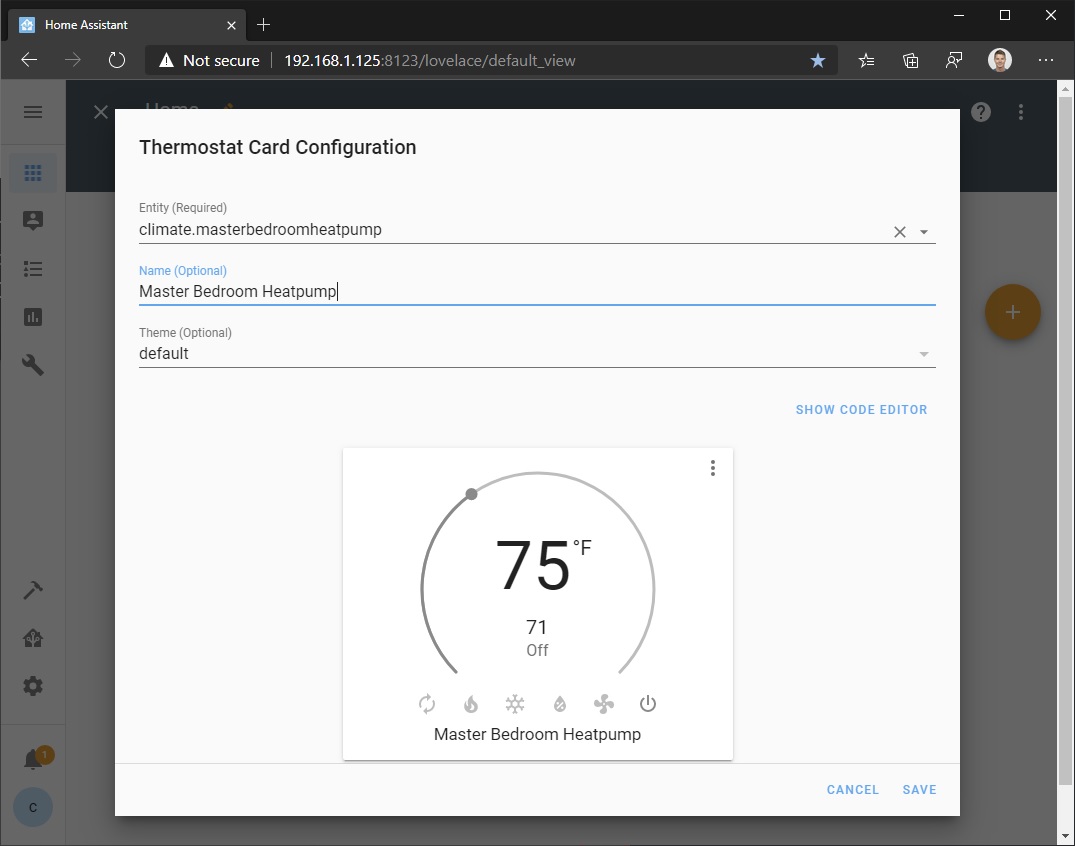 Home Assistant
Not secure
192.168.1.125:8123/lovelace/default_view
Home
Thermostat Card Configuration
Entity (Required)
climate.masterbedroomheatpump
Name (Optional)
Master Bedroom Heatpump
Theme (Optional)
default
SHOW CODE EDITOR
75 °F
71
Off
Master Bedroom Heatpump
1
C
CANCEL SAVE